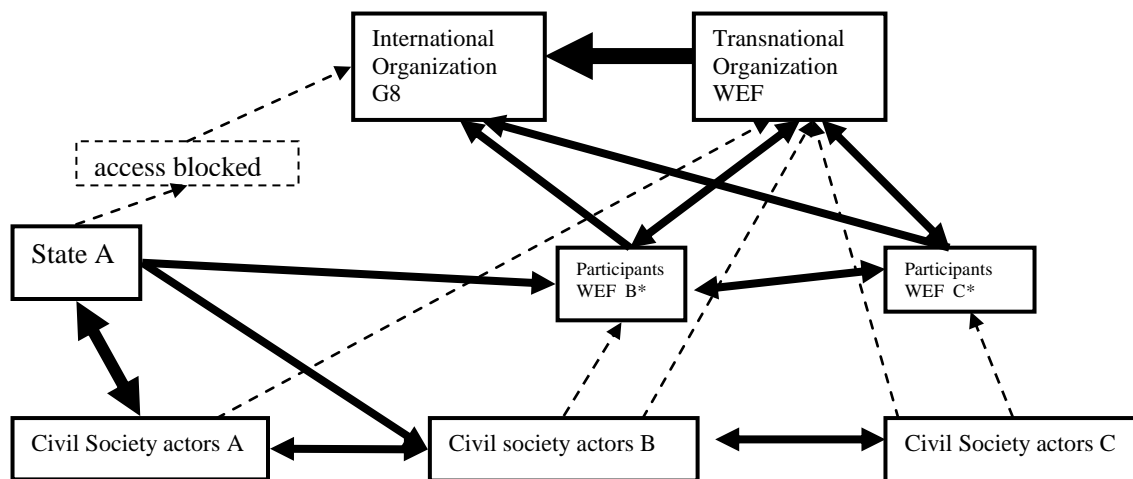 International
Organization
G8
Transnational
Organization
WEF
access blocked
State A
Participants
WEF B*
Participants
WEF C*
Civil Society actors A
Civil society actors B
Civil Society actors C